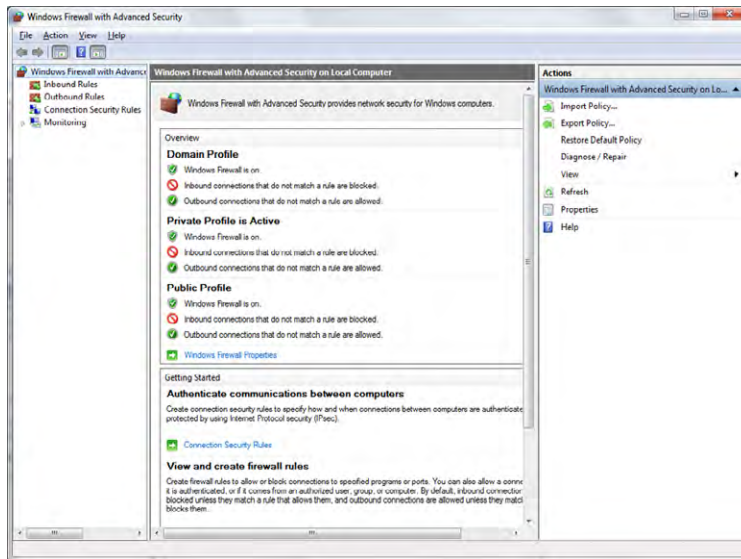 Windows Firewall with Advanced Security
File Action View Help
Windows Firewall with Advanc
Inbound Rules
Outbound Rules
Connection Security Rules
Monitoring
Windows Firewall with Advanced Security on Local Computer
Windows Firewall with Advanced Security provides network security for Windows computers.
Overview
Domain Profile
Windows Firewall is on.
Inbound connections that do not match a rule are blocked.
Outbound connections that do not match a rule are allowed.
Private Profile is Active
Windows Firewall is on.
Inbound connections that do not match a rule are blocked.
Outbound connections that do not match a rule are allowed.
Public Profile
Windows Firewall is on.
Inbound connections that do not match a rule are blocked.
Outbound connections that do not match a rule are allowed.
Windows Firewall Properties
Getting Started
Authenticate communications between computers
Create connection security rules to specify how and when connections between computers are authenticate
protected by using Internet Protocol security (IPsec).
Connection Security Rules
View and create firewall rules
Create firewall rules to allow or block connections to specified programs or ports. You can also allow a conne
it is authenticated, or if it comes from an authorized user, group, or computer. By default, inbound connection
blocked unless they match a rule that allows them, and outbound connections are allowed unless they matc
blocks them.
Actions
Windows Firewall with Advanced Security on Lo...
Import Policy...
Export Policy...
Restore Default Policy
Diagnose / Repair
View
Refresh
Properties
Help